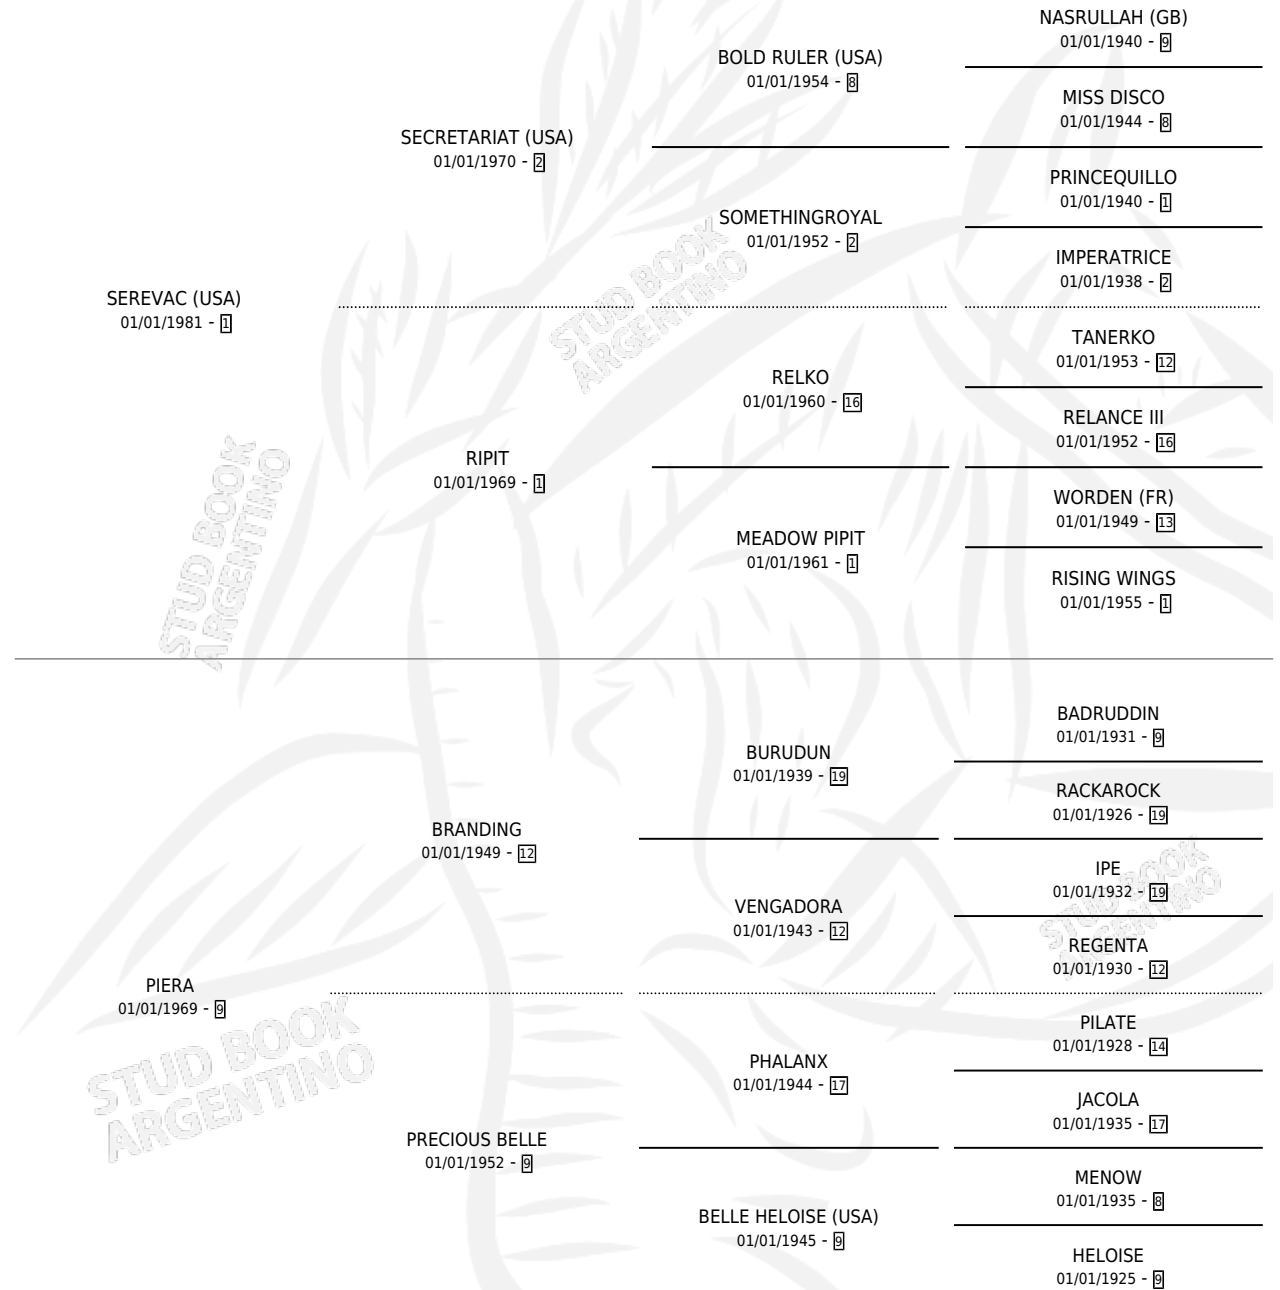 NASRULLAH (GB)
01/01/1940 - 9
BOLD RULER (USA)
01/01/1954 - 8
MISS DISCO
01/01/1944 - 8
SECRETARIAT (USA)
01/01/1970 - 2
PRINCEQUILLO
01/01/1940 - 1
SOMETHINGROYAL
01/01/1952 - 2
IMPERATRICE
01/01/1938 - 2
SEREVAC (USA)
01/01/1981 - 1
TANERKO
01/01/1953 - 12
RELKO
01/01/1960 - 16
RELANCE III
01/01/1952 - 16
RIPIT
01/01/1969 - 1
WORDEN (FR)
01/01/1949 - 13
MEADOW PIPIT
01/01/1961 - 1
RISING WINGS
01/01/1955 - 1
BADRUDDIN
01/01/1931 - 9
BURUDUN
01/01/1939 - 19
RACKAROCK
01/01/1926 - 19
BRANDING
01/01/1949 - 12
IPE
01/01/1932 - 19
VENGADORA
01/01/1943 - 12
REGENTA
01/01/1930 - 12
PIERA
01/01/1969 - 9
PILATE
01/01/1928 - 14
PHALANX
01/01/1944 - 17
JACOLA
01/01/1935 - 17
PRECIOUS BELLE
01/01/1952 - 9
MENOW
01/01/1935 - 8
BELLE HELOISE (USA)
01/01/1945 - 9
HELOISE
01/01/1925 - 9
STUD BOOK
ARGENTINO
STUD BOOK
ARGENTINO
STUD BOOK
ARGENTINO
STUD BOOK
ARGENTINO